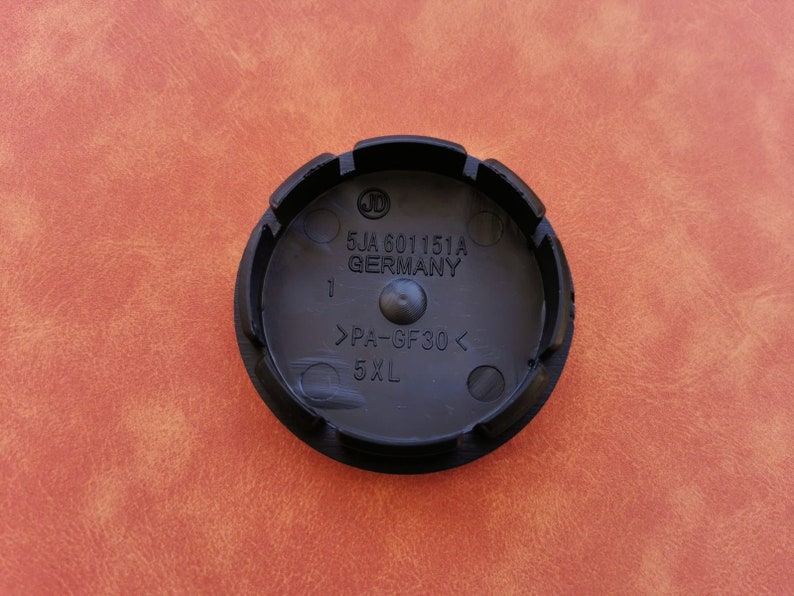 JD
5JA 601151A
GERMANY
1
>PA-GF30<
5XL